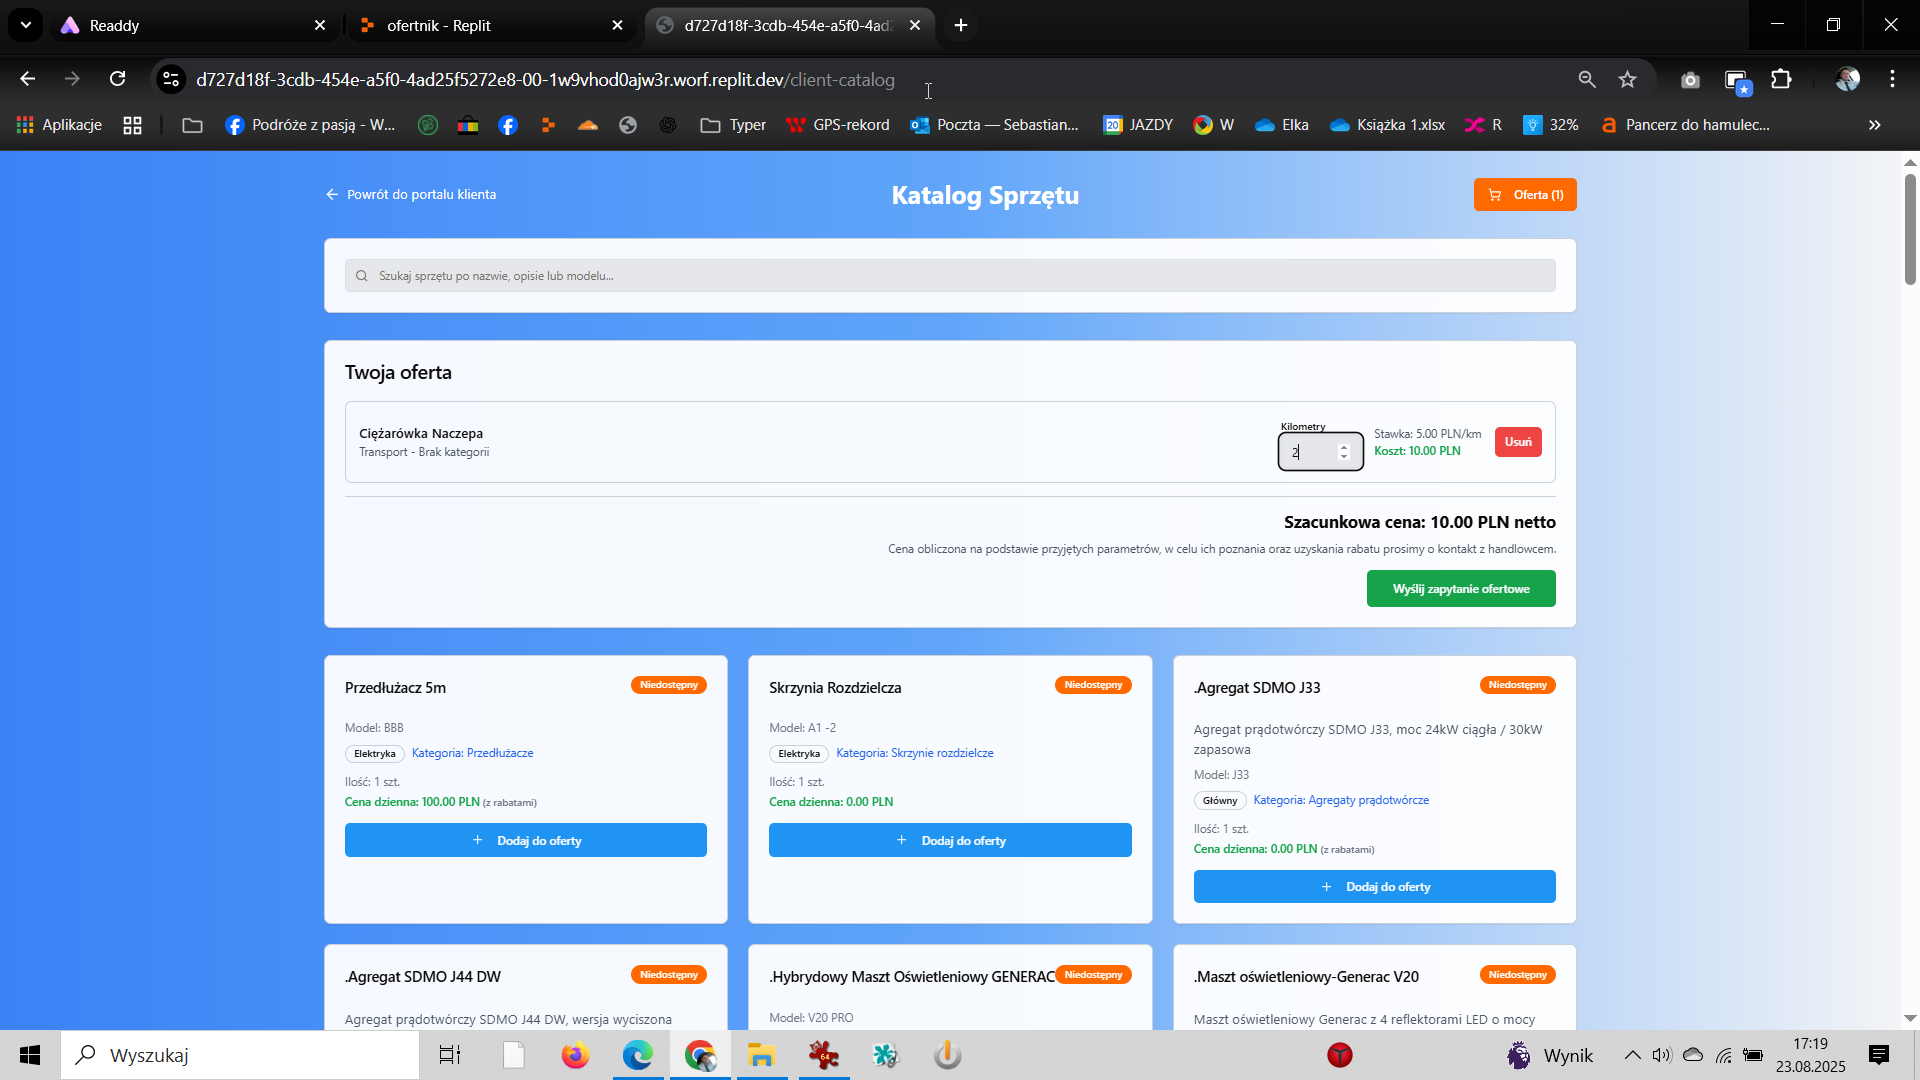 Readdy
ofertnik - Replit
d727d18f-3cdb-454e-a5f0-4ad2
d727d18f-3cdb-454e-a5f0-4ad25f5272e8-00-1w9vhod0ajw3r.worf.replit.dev/client-catalog
Aplikacje
Podróże z pasją - W...
Typer
GPS-rekord
Poczta — Sebastian...
20
JAZDY
W
Elka
Książka 1.xlsx
R
32%
Pancerz do hamulec...
Powrót do portalu klienta
Katalog Sprzętu
Oferta (1)
Szukaj sprzętu po nazwie, opisie lub modelu...
Twoja oferta
Ciężarówka Naczepa
Transport - Brak kategorii
Kilometry
2
Stawka: 5.00 PLN/km
Koszt: 10.00 PLN
Usuń
Szacunkowa cena: 10.00 PLN netto
Cena obliczona na podstawie przyjętych parametrów, w celu ich poznania oraz uzyskania rabatu prosimy o kontakt z handlowcem.
Wyślij zapytanie ofertowe
Przedłużacz 5m
Niedostępny
Model: BBB
Elektryka
Kategoria: Przedłużacze
Ilość: 1 szt.
Cena dzienna: 100.00 PLN (z rabatami)
Dodaj do oferty
Skrzynia Rozdzielcza
Niedostępny
Model: A1 -2
Elektryka
Kategoria: Skrzynie rozdzielcze
Ilość: 1 szt.
Cena dzienna: 0.00 PLN
Dodaj do oferty
.Agregat SDMO J33
Niedostępny
Agregat prądotwórczy SDMO J33, moc 24kW ciągła / 30kW
zapasowa
Model: J33
Główny
Kategoria: Agregaty prądotwórcze
Ilość: 1 szt.
Cena dzienna: 0.00 PLN (z rabatami)
Dodaj do oferty
.Agregat SDMO J44 DW
Niedostępny
Agregat prądotwórczy SDMO J44 DW, wersja wyciszona
.Hybrydowy Maszt Oświetleniowy GENERAC
Niedostępny
Model: V20 PRO
.Maszt oświetleniowy-Generac V20
Niedostępny
Maszt oświetleniowy Generac z 4 reflektorami LED o mocy
Wyszukaj
64
Wynik
17:19
23.08.2025